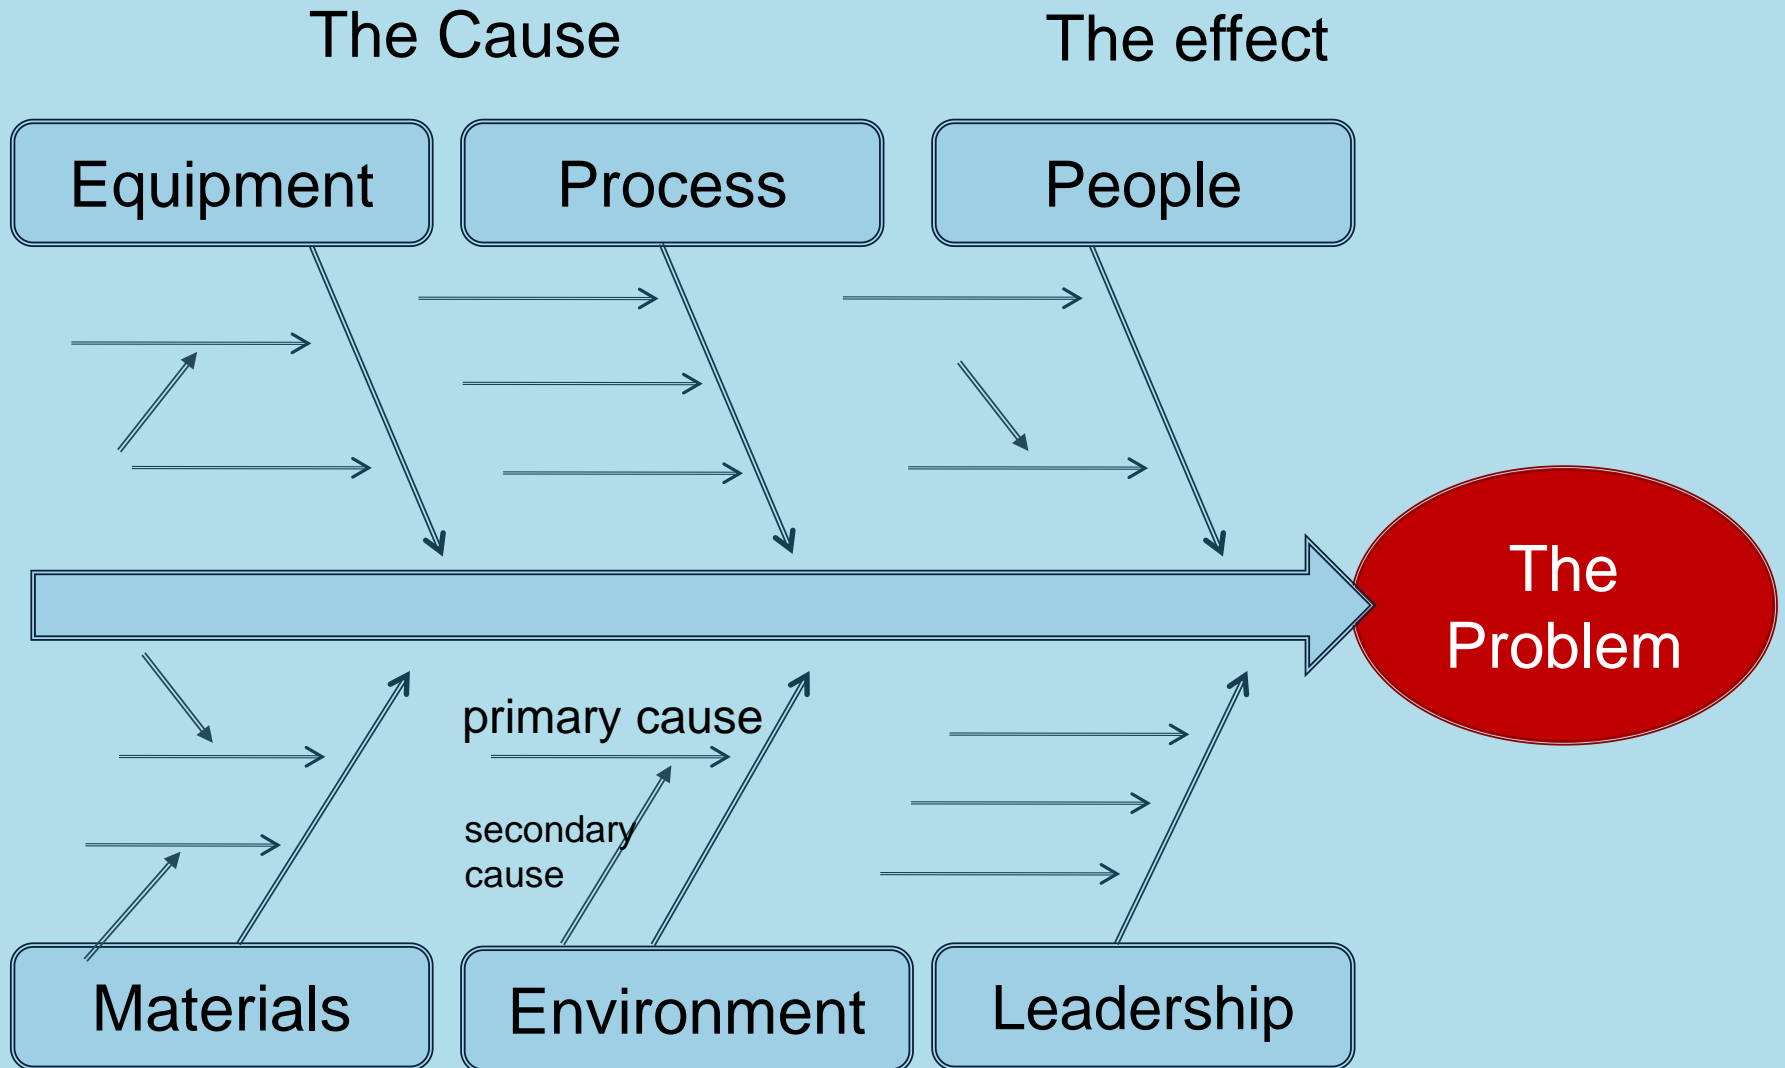 The Cause
The effect
Equipment
Process
People
The
Problem
primary cause
secondary
cause
Materials
Environment
Leadership